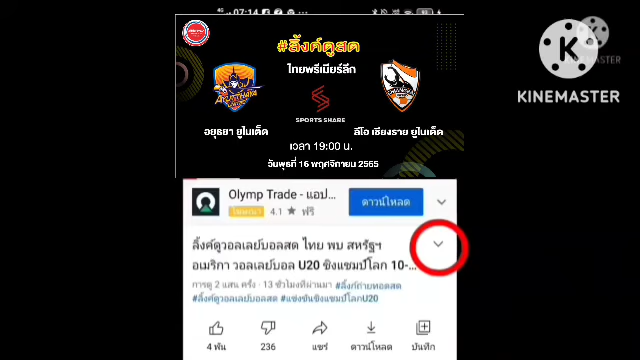 4G 07:14
#ลิ้งค์ดูสด
ไทยพรีเมียร์ลีก
อยุธยา ยูไนเต็ด
SPORTS SHARE
ลีโอ เชียงราย ยูไนเต็ด
เวลา 19:00 น.
วันพุธที่ 16 พฤศจิกายน 2565
KINEMASTER
Olymp Trade - แอป...
4.1 ★ ฟรี
ดาวน์โหลด
ลิ้งค์ดูวอลเลย์บอลสด ไทย พบ สหรัฐฯ
อเมริกา วอลเลย์บอล U20 ชิงแชมป์โลก 10-...
การดู 2 แสน ครั้ง · 13 ชั่วโมงที่ผ่านมา #ลิ้งก์ถ่ายทอดสด
#ลิ้งค์ดูวอลเลย์บอลสด #แข่งขันชิงแชมป์โลกU20
4 พัน 236 แชร์ ดาวน์โหลด บันทึก